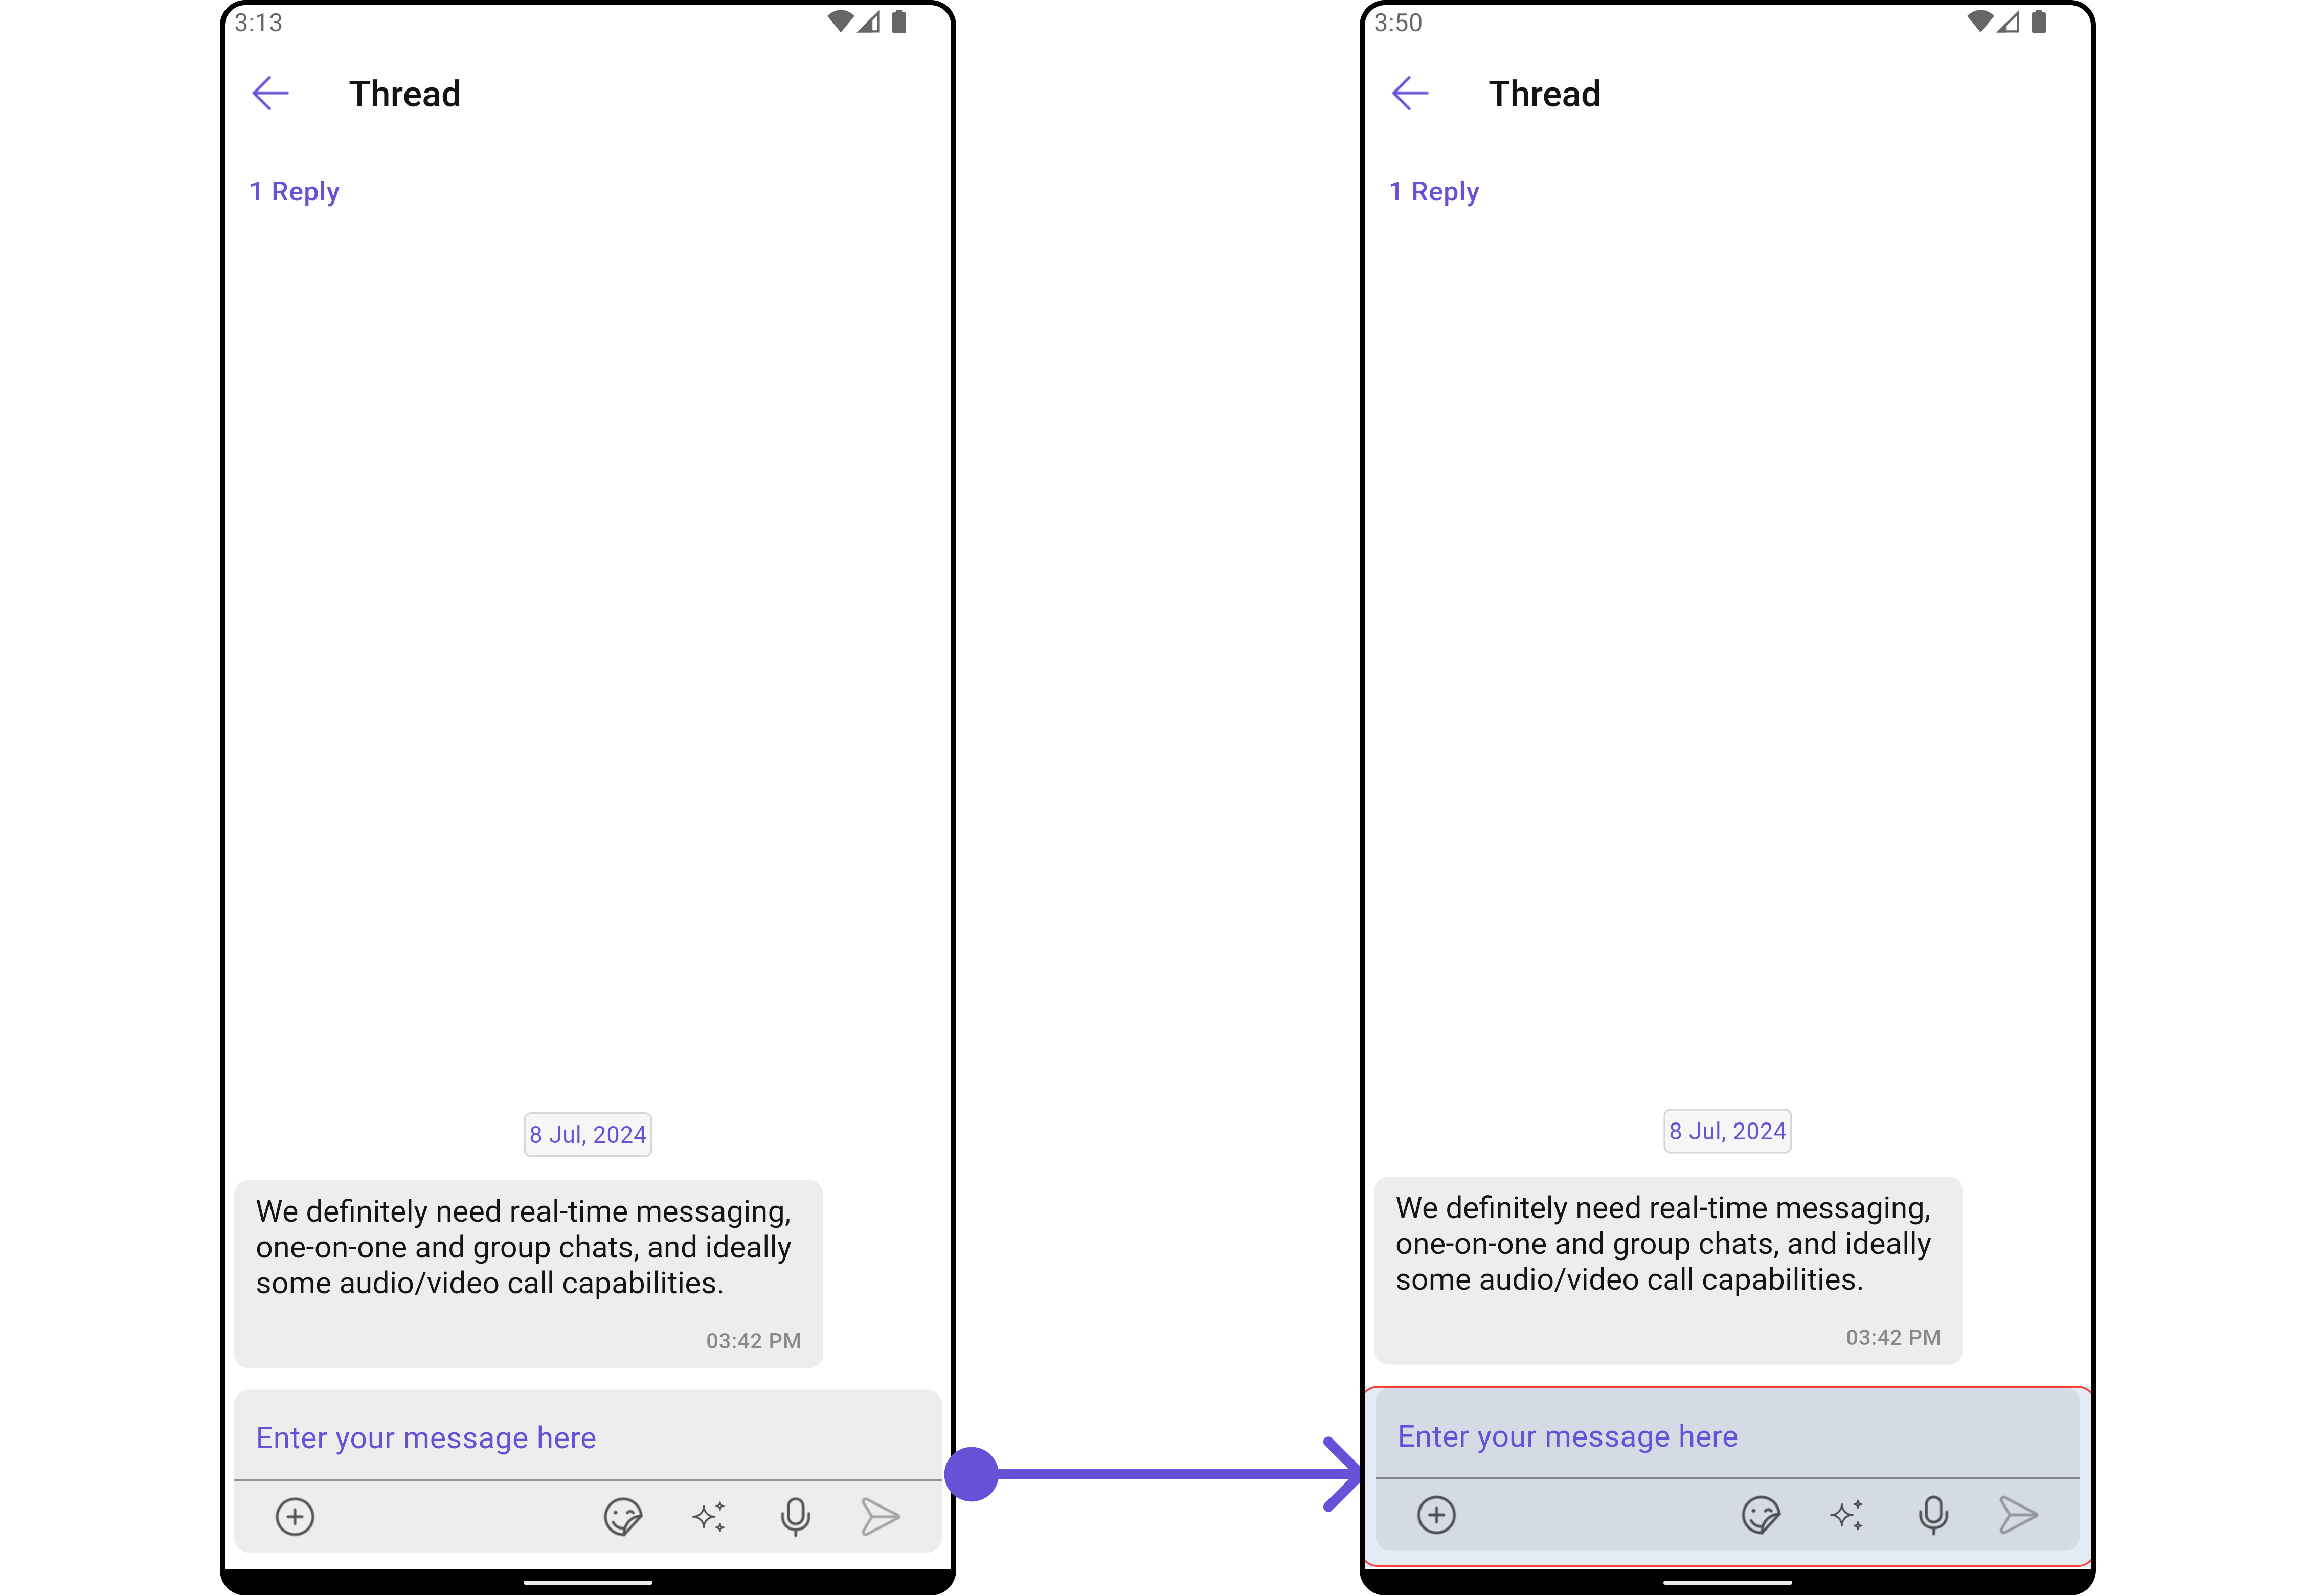 3:13
Thread
1 Reply
8 Jul, 2024
We definitely need real-time messaging,
one-on-one and group chats, and ideally
some audio/video call capabilities.
03:42 PM
Enter your message here
3:50
Thread
1 Reply
8 Jul, 2024
We definitely need real-time messaging,
one-on-one and group chats, and ideally
some audio/video call capabilities.
03:42 PM
Enter your message here